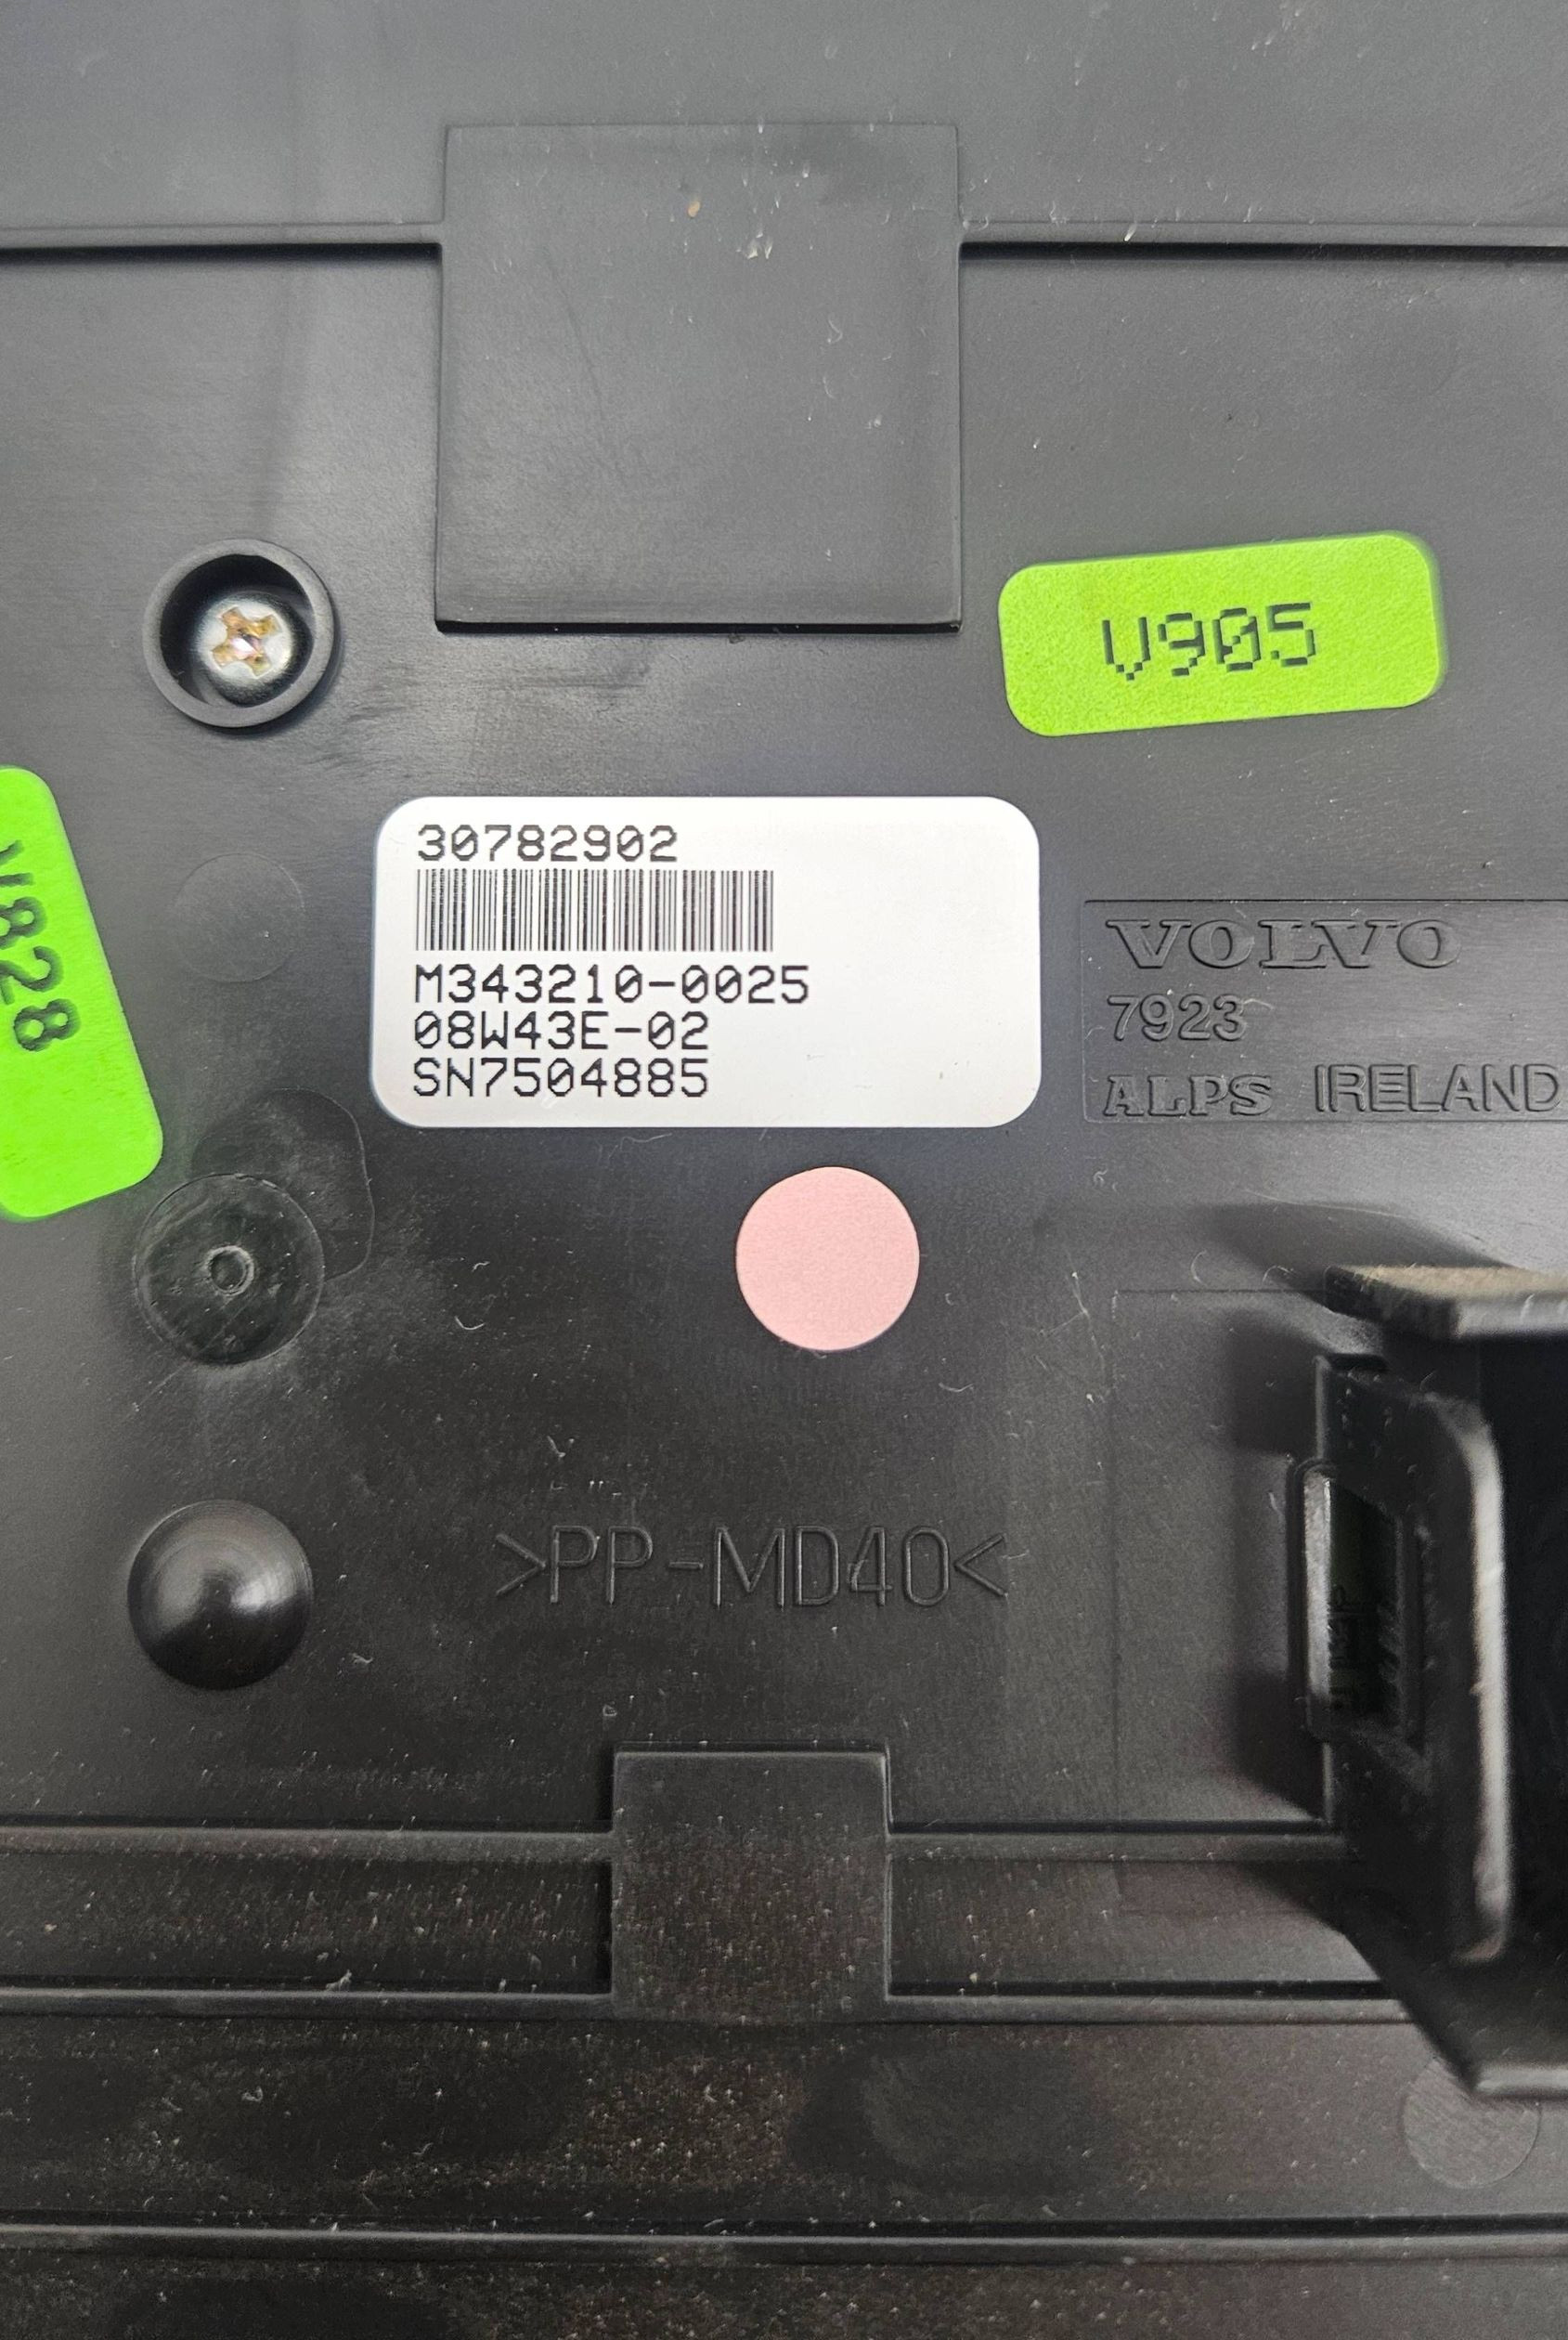 V905
30782902
M343210-0025
08W43E-02
SN7504885
V828
VOLVO
7923
ALPS IRELAND
>PP-MD40<